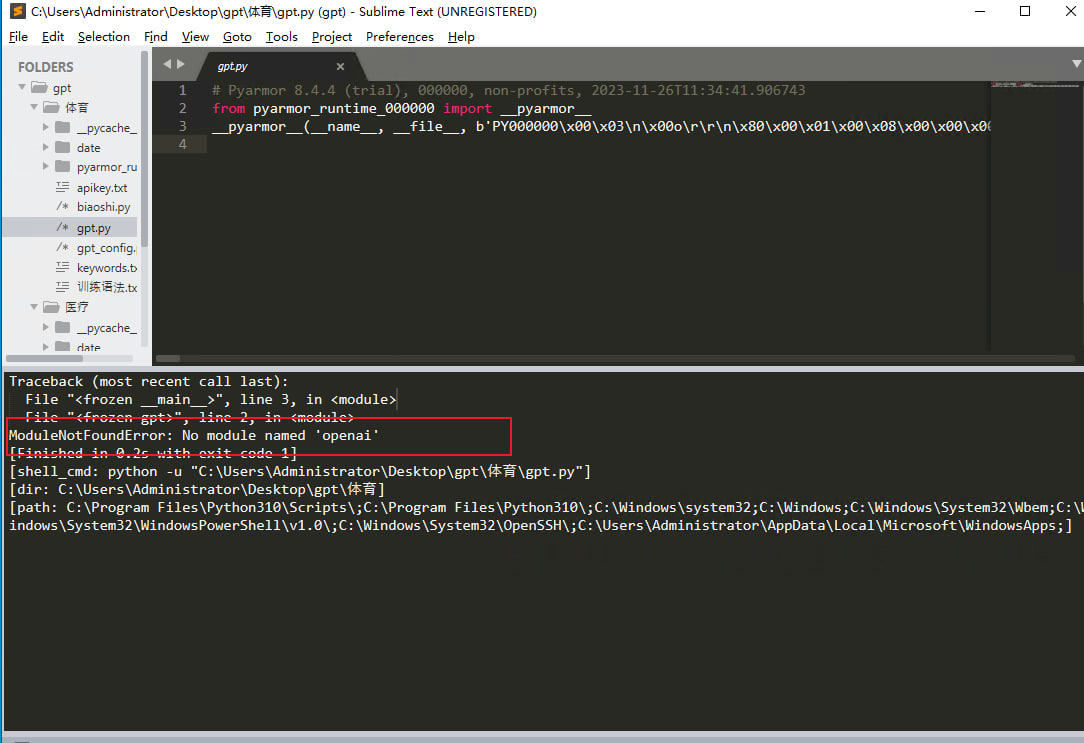 C:\Users\Administrator\Desktop\gpt\体育\gpt.py (gpt) - Sublime Text (UNREGISTERED)
File Edit Selection Find View Goto Tools Project Preferences Help
FOLDERS
gpt
体育
__pycache_
date
pyarmor_ru
apikey.txt
biaoshi.py
gpt.py
gpt_config.
keywords.tx
训练语法.tx
医疗
__pycache_
date
gpt.py
1 # Pyarmor 8.4.4 (trial), 000000, non-profits, 2023-11-26T11:34:41.906743
2 from pyarmor_runtime_000000 import __pyarmor__
3 __pyarmor__(__name__, __file__, b'PY000000\x00\x03\n\x00o\r\r\n\x80\x00\x01\x00\x08\x00\x00\x00
4
Traceback (most recent call last):
File "<frozen __main__>", line 3, in <module>
File "<frozen gpt>", line 2, in <module>
ModuleNotFoundError: No module named 'openai'
[Finished in 0.2s with exit code 1]
[shell_cmd: python -u "C:\Users\Administrator\Desktop\gpt\体育\gpt.py"]
[dir: C:\Users\Administrator\Desktop\gpt\体育]
[path: C:\Program Files\Python310\Scripts\;C:\Program Files\Python310\;C:\Windows\system32;C:\Windows;C:\Windows\System32\Wbem;C:\W
indows\System32\WindowsPowerShell\v1.0\;C:\Windows\System32\OpenSSH\;C:\Users\Administrator\AppData\Local\Microsoft\WindowsApps;]